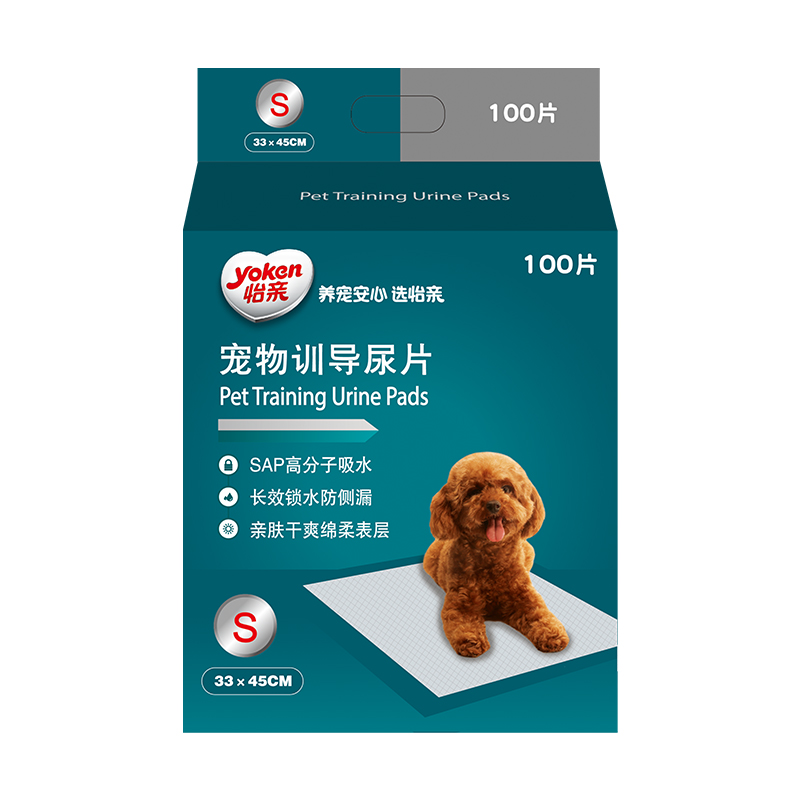 S
100片
33×45CM
Pet Training Urine Pads
yoken
怡亲
养宠安心 选怡亲
100片
宠物训导尿片
Pet Training Urine Pads
SAP高分子吸水
长效锁水防侧漏
亲肤干爽绵柔表层
S
33×45CM